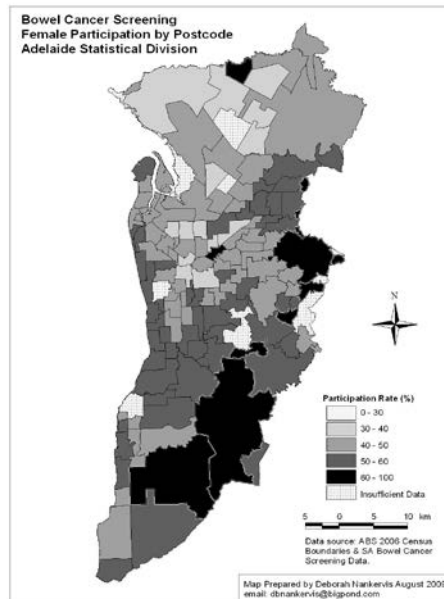 Bowel Cancer Screening
Female Participation by Postcode
Adelaide Statistical Division
N
Participation Rate (%)
0 - 30
30 - 40
40 - 50
50 - 60
60 - 100
Insufficient Data
5 0 5 10 km
Data source: ABS 2006 Census
Boundaries & SA Bowel Cancer
Screening Data.
Map Prepared by Deborah Nankervis August 2009
email: dbnankervis@bigpond.com